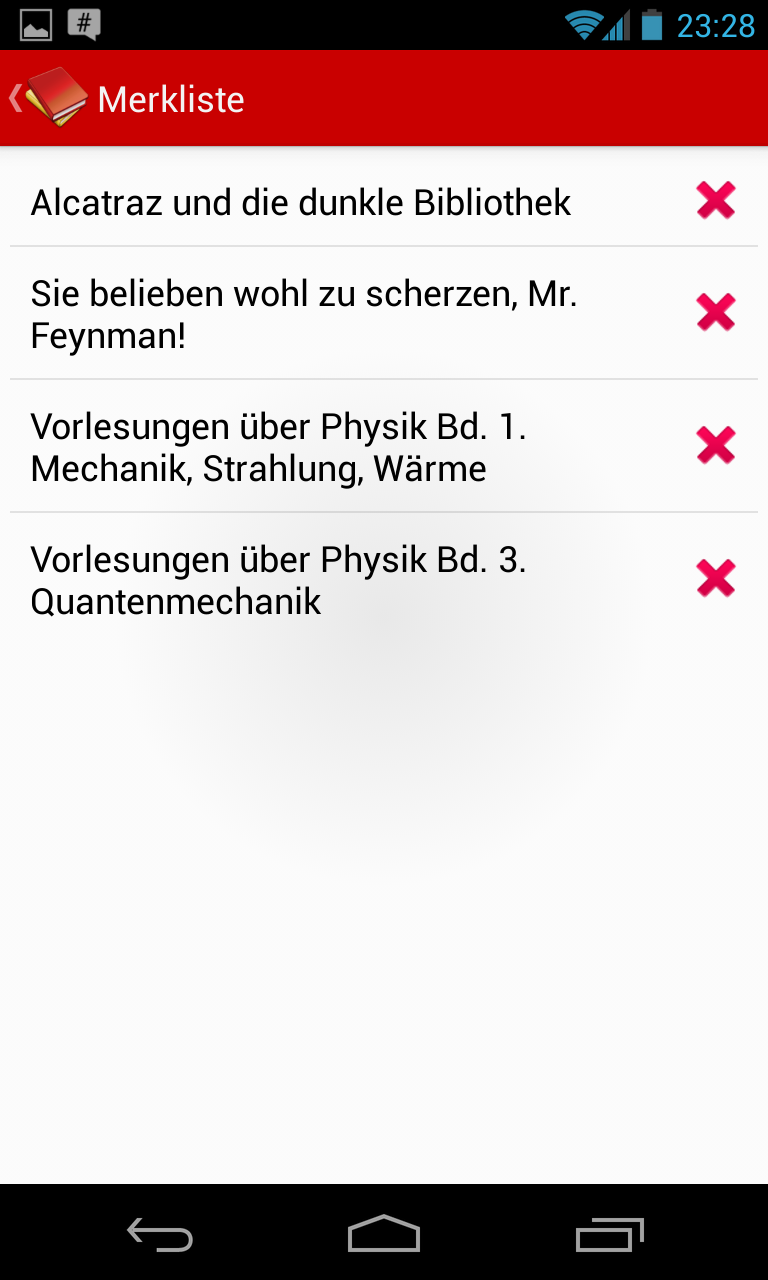 #
23:28
Merkliste
Alcatraz und die dunkle Bibliothek
Sie belieben wohl zu scherzen, Mr.
Feynman!
Vorlesungen über Physik Bd. 1.
Mechanik, Strahlung, Wärme
Vorlesungen über Physik Bd. 3.
Quantenmechanik